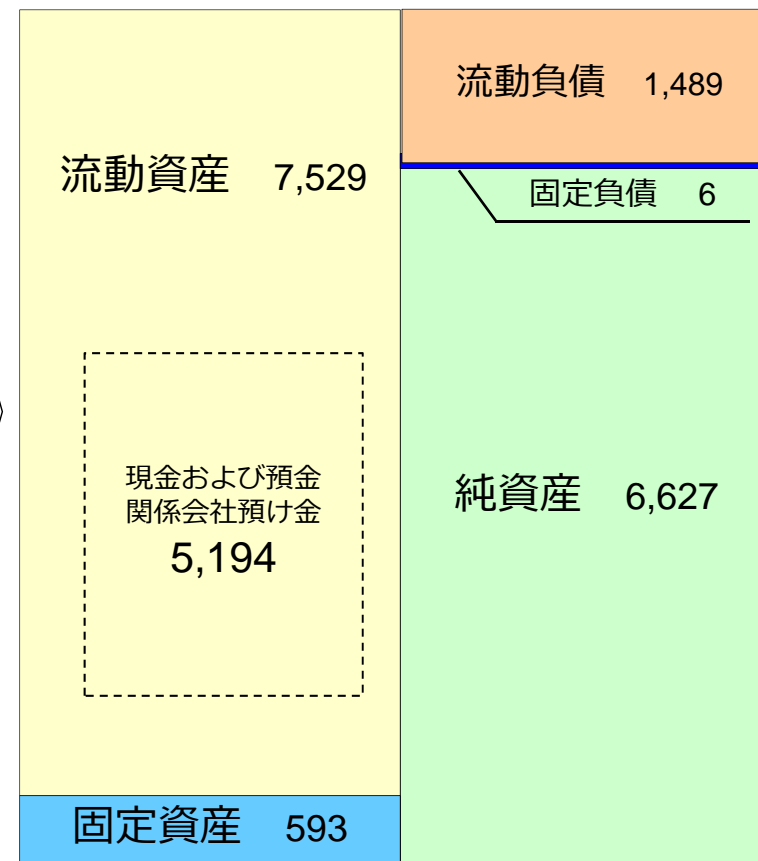 流動資産 7,529
現金および預金
関係会社預け金
5,194
固定資産 593
流動負債 1,489
固定負債 6
純資産 6,627